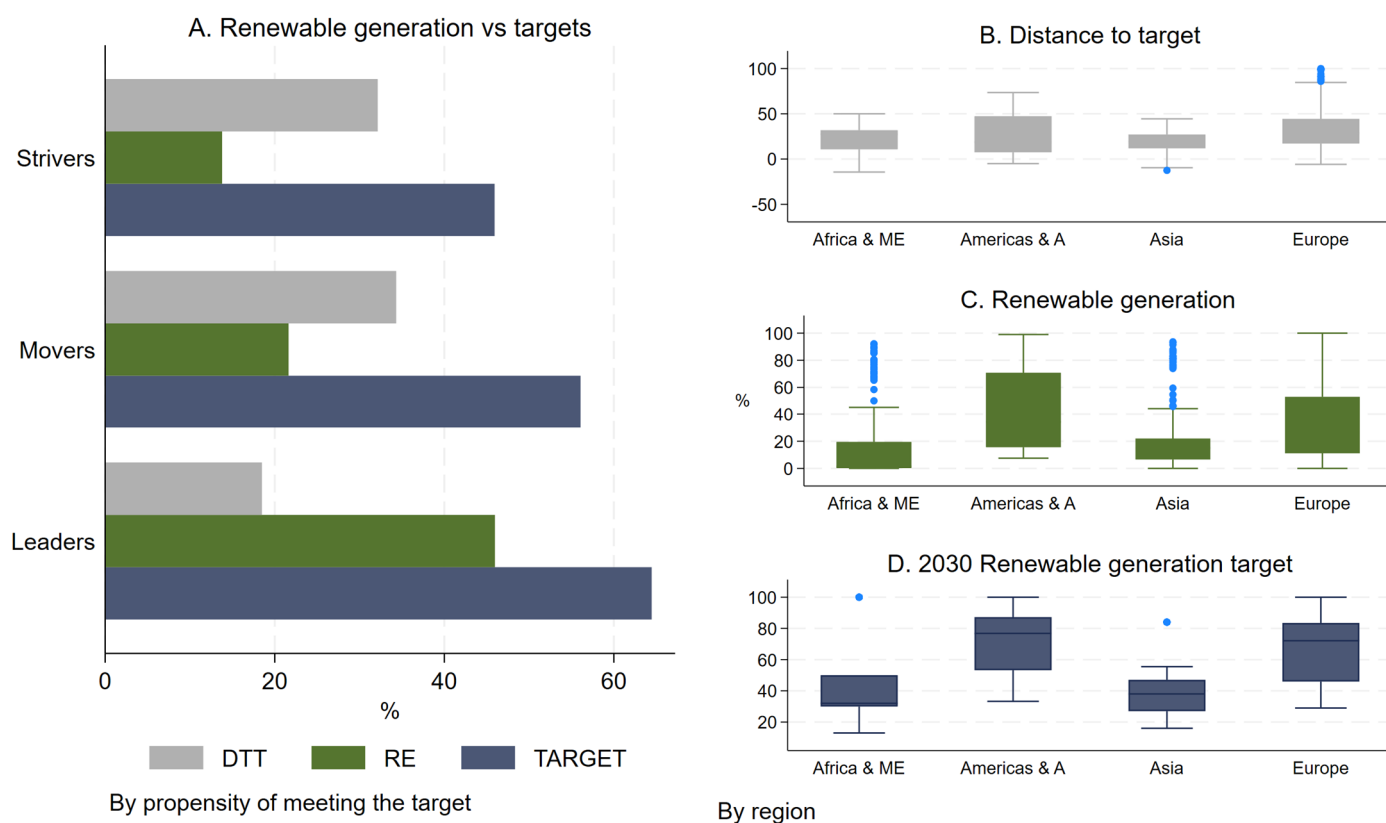 A. Renewable generation vs targets
Strivers
Movers
Leaders
0 20 40 60
%
DTT RE TARGET
By propensity of meeting the target
B. Distance to target
100
50
0
-50
Africa & ME Americas & A Asia Europe
C. Renewable generation
100
80
60
%
40
20
0
Africa & ME Americas & A Asia Europe
D. 2030 Renewable generation target
100
80
60
40
20
Africa & ME Americas & A Asia Europe
By region